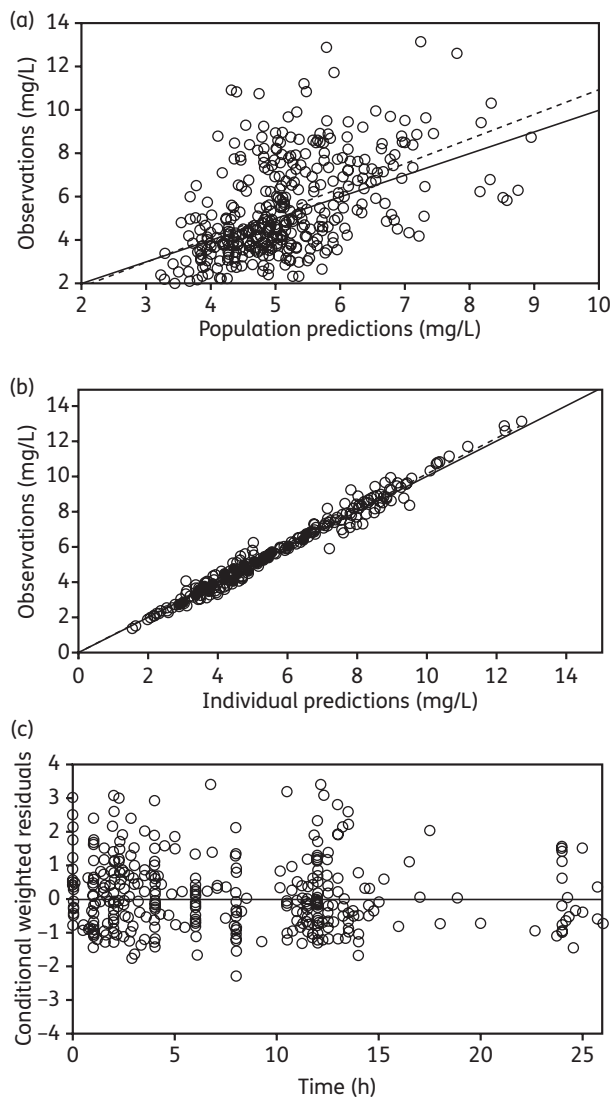 (a)
14
12
10
8
6
4
2
Observations (mg/L)
2 3 4 5 6 7 8 9 10
Population predictions (mg/L)
(b)
14
12
10
8
6
4
2
0
Observations (mg/L)
0 2 4 6 8 10 12 14
Individual predictions (mg/L)
(c)
4
3
2
1
0
−1
−2
−3
−4
Conditional weighted residuals
0 5 10 15 20 25
Time (h)